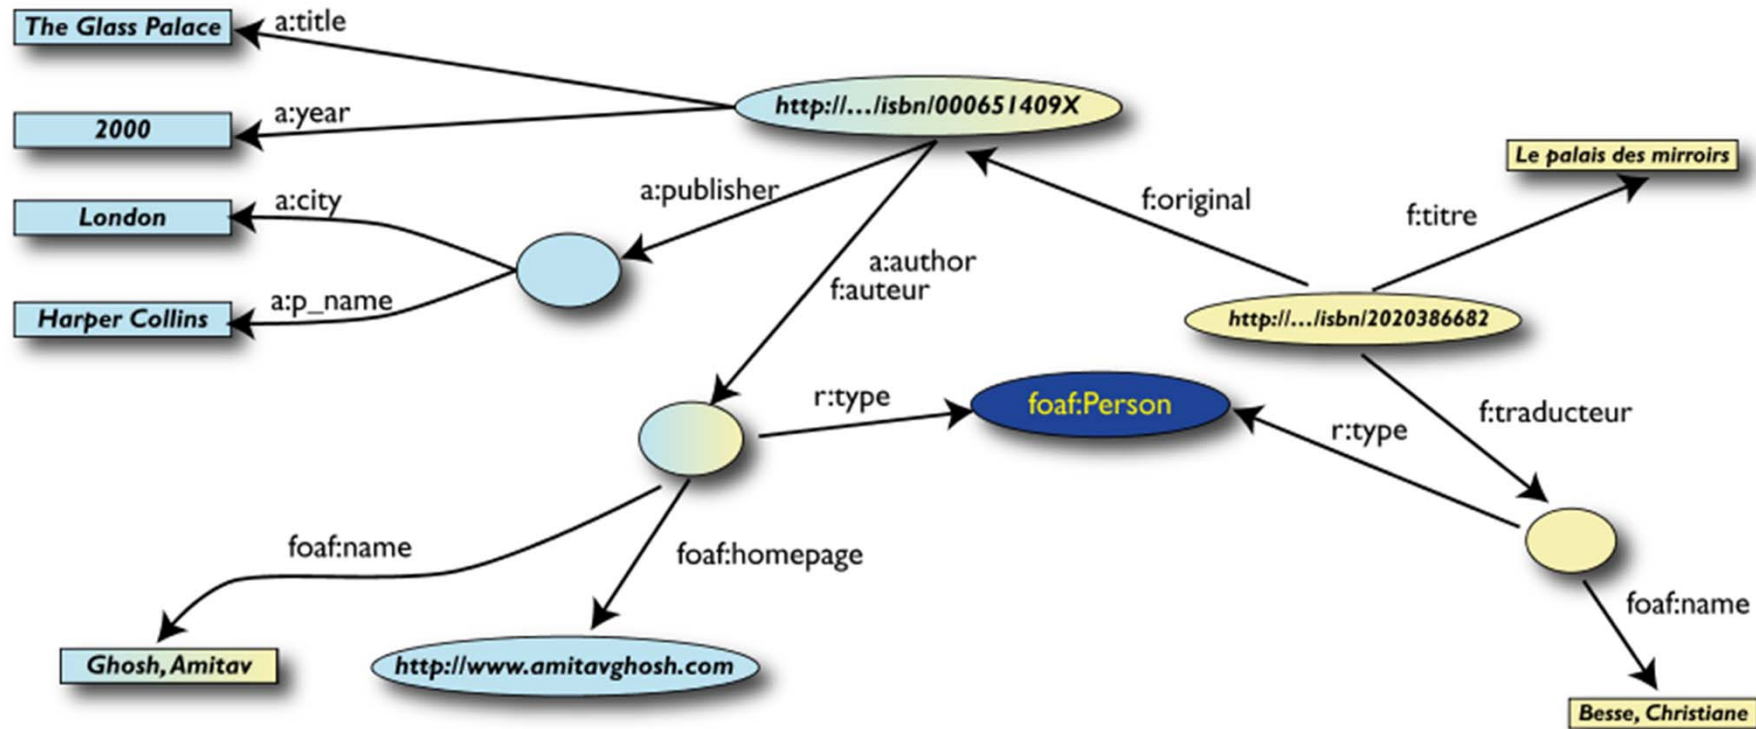 The Glass Palace
a:title
2000
a:year
http://.../isbn/000651409X
Le palais des mirroirs
London
a:city
a:publisher
f:original
f:titre
a:author
f:auteur
Harper Collins
a:p_name
http://.../isbn/2020386682
r:type
foaf:Person
r:type
f:traducteur
foaf:name
foaf:homepage
foaf:name
Ghosh, Amitav
http://www.amitavghosh.com
Besse, Christiane